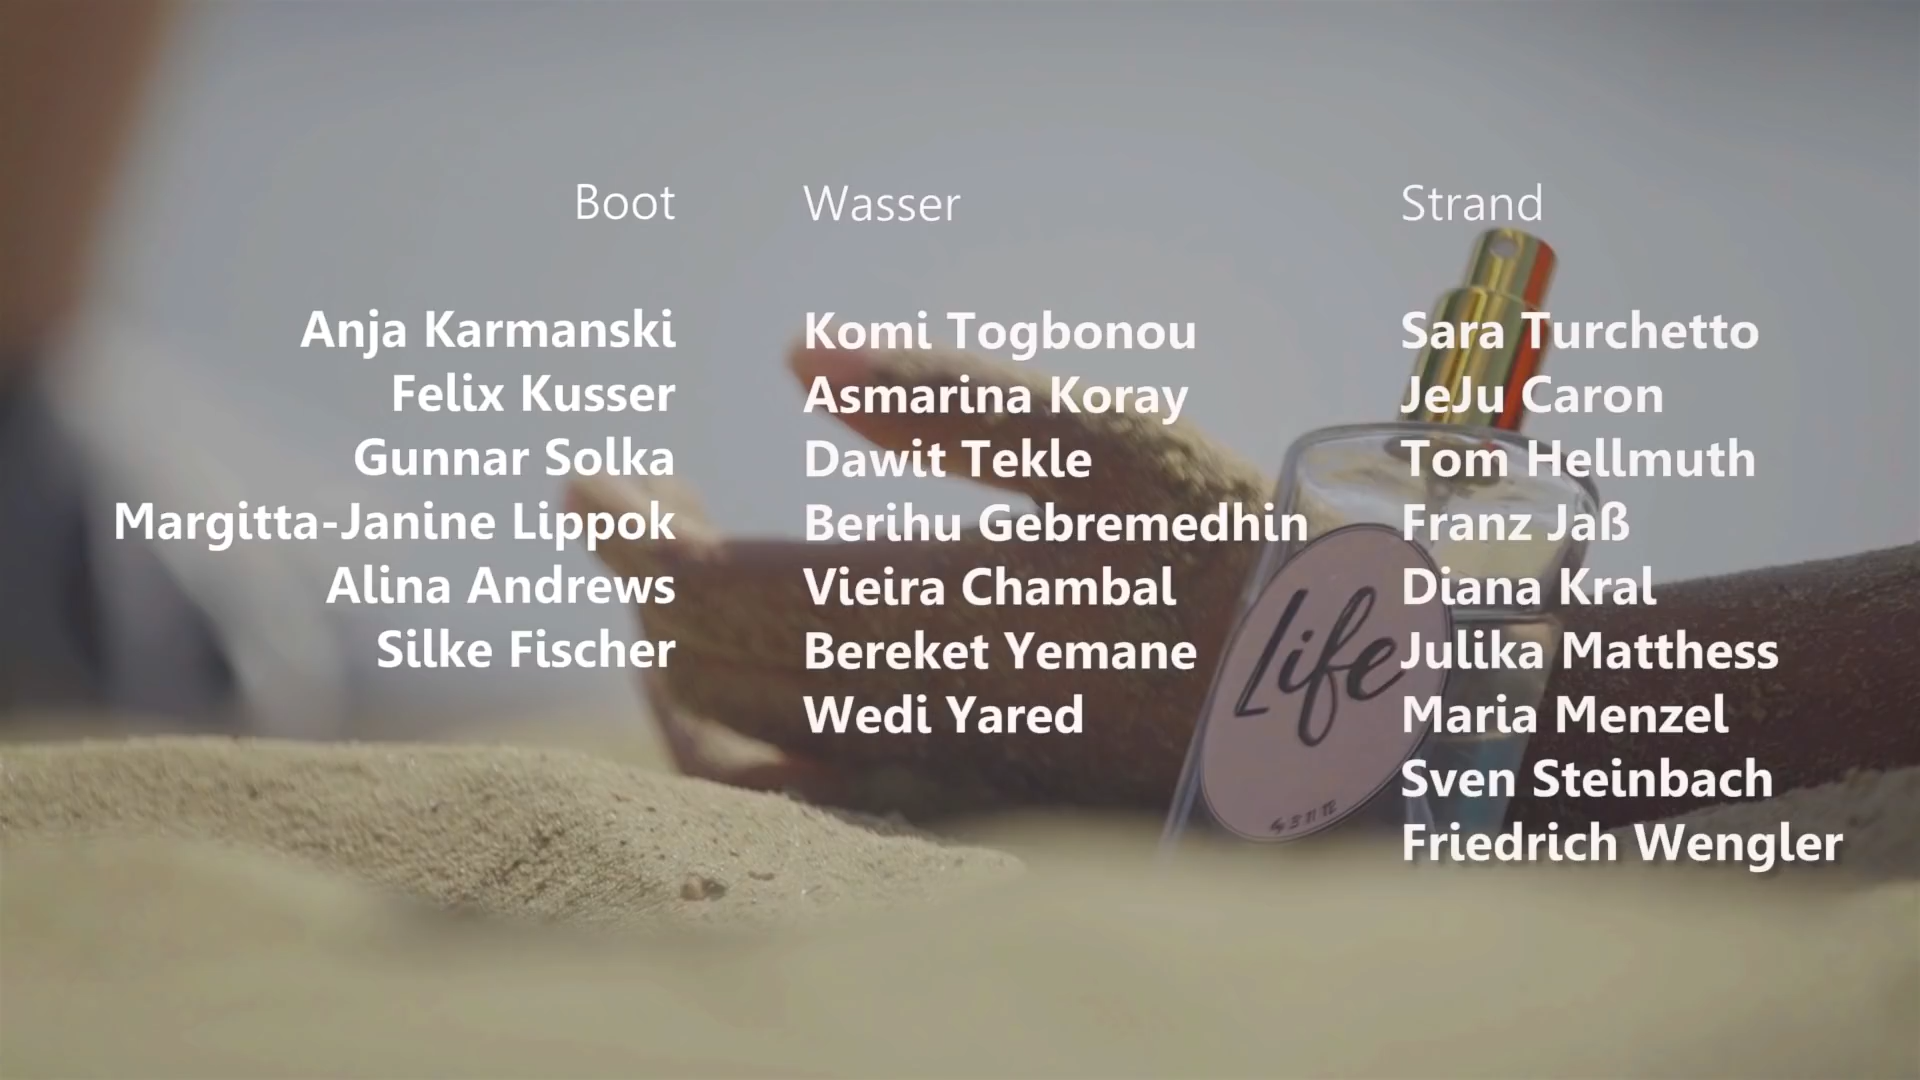 Boot
Anja Karmanski
Felix Kusser
Gunnar Solka
Margitta-Janine Lippok
Alina Andrews
Silke Fischer
Wasser
Komi Togbonou
Asmarina Koray
Dawit Tekle
Berihu Gebremedhin
Vieira Chambal
Bereket Yemane
Wedi Yared
Strand
Sara Turchetto
JeJu Caron
Tom Hellmuth
Franz Jaß
Diana Kral
Julika Matthess
Maria Menzel
Sven Steinbach
Friedrich Wengler
Life